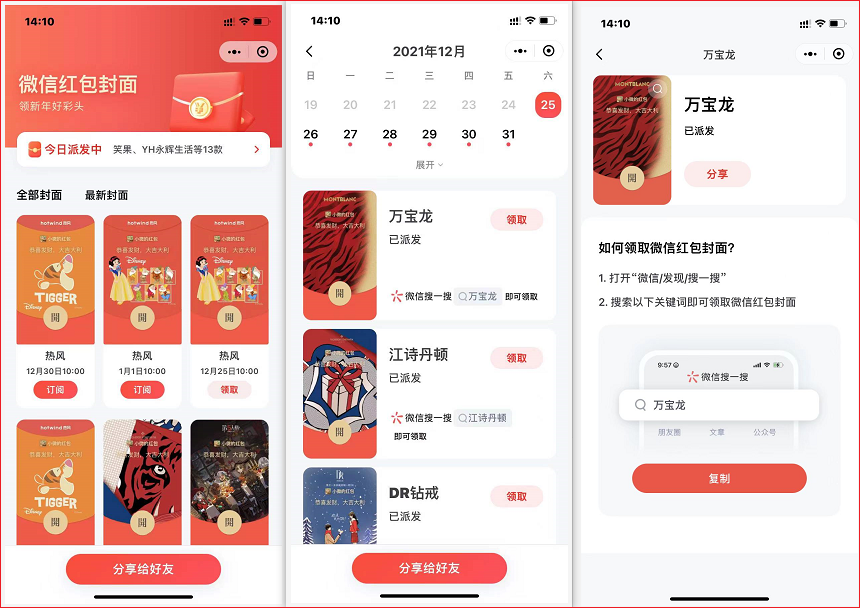 14:10
微信红包封面
领新年好彩头
今日派发中 笑果、YH永辉生活等13款
全部封面 最新封面
hotwind 热风 hotwind 热风 hotwind 热风
小微的红包 小微的红包 小微的红包
恭喜发财、大吉大利 恭喜发财、大吉大利 恭喜发财、大吉大利
Disney Disney
TIGGER
Disney
開 開 開
热风 热风 热风
12月30日10:00 1月1日10:00 12月25日10:00
订阅 订阅 领取
hotwind 热风
小微的红包 小微的红包 小微的红包
恭喜发财、大吉大利 恭喜发财、大吉大利
TIGGER
Disney
開 開 開
分享给好友
14:10
2021年12月
日 一 二 三 四 五 六
19 20 21 22 23 24 25
26 27 28 29 30 31
展开
MONTBLANC
小微的红包
恭喜发财、大吉大利
開
万宝龙
领取
已派发
微信搜一搜 万宝龙 即可领取
小微的红包
開
江诗丹顿
领取
已派发
微信搜一搜 江诗丹顿
即可领取
DR
小微的红包
恭喜发财、大吉大利
DR钻戒
领取
已派发
分享给好友
14:10
万宝龙
MONTBLANC
小微的红包
恭喜发财、大吉大利
開
万宝龙
已派发
分享
如何领取微信红包封面?
1. 打开“微信/发现/搜一搜”
2. 搜索以下关键词即可领取微信红包封面
9:57
微信搜一搜
万宝龙
朋友圈 文章 公众号
复制